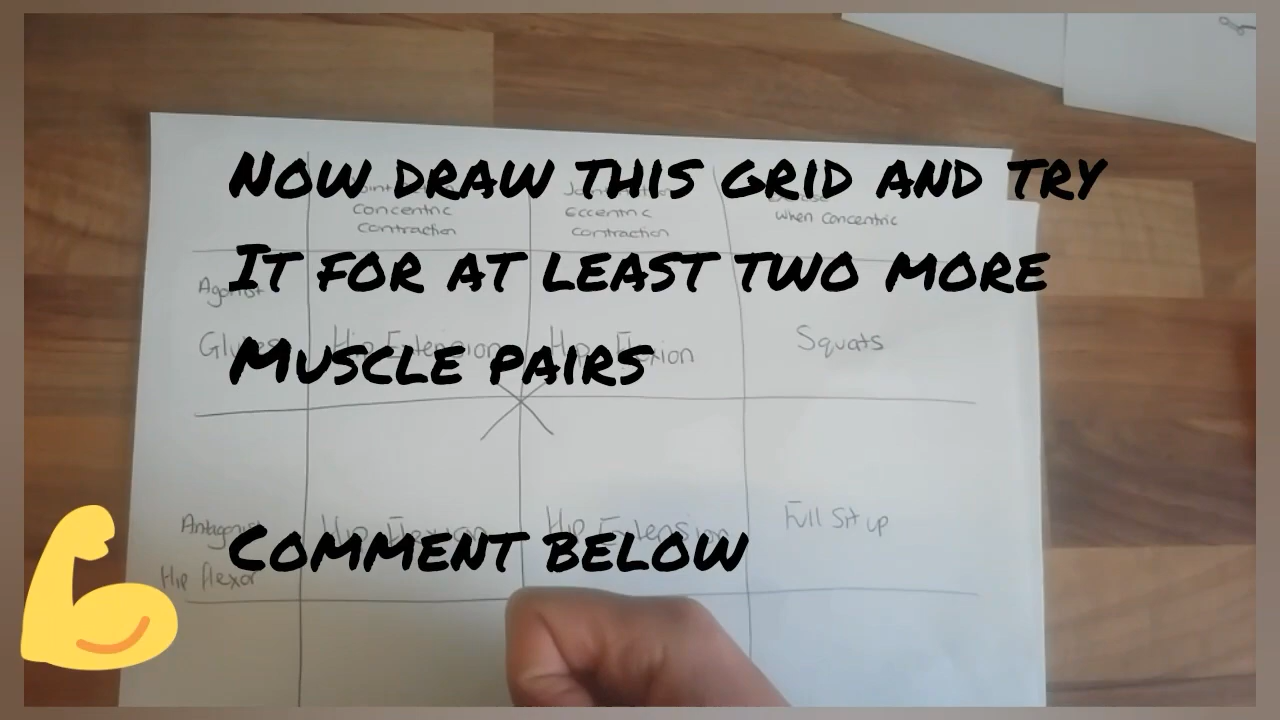 Now draw this grid and try
It for at least two more
Muscle pairs
Comment below
Concentric
contraction
Eccentric
contraction
when concentric
Agonist
Glutes
Hip Extension
Hip Flexion
Squats
Antagonist
Hip flexor
Hip Flexion
Hip Extension
Full Sit up